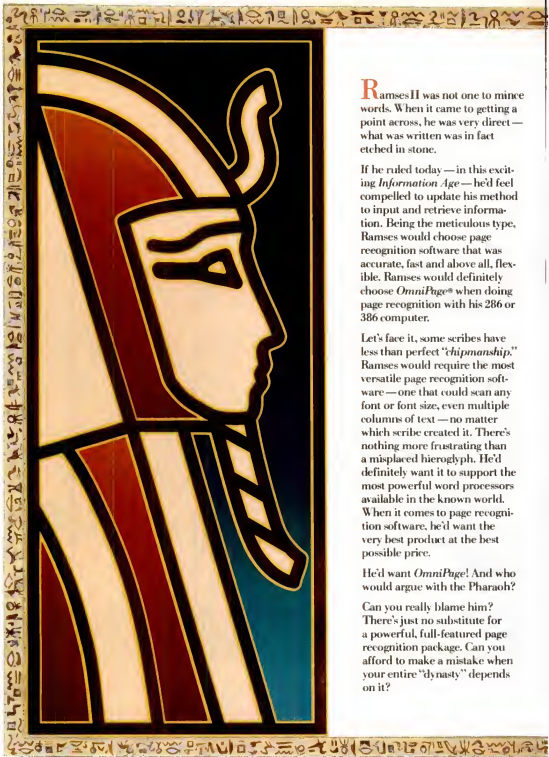 Ramses II was not one to mince
words. When it came to getting a
point across, he was very direct —
what was written was in fact
etched in stone.
If he ruled today — in this excit-
ing Information Age — he'd feel
compelled to update his method
to input and retrieve informa-
tion. Being the meticulous type,
Ramses would choose page
recognition software that was
accurate, fast and above all, flex-
ible. Ramses would definitely
choose OmniPage® when doing
page recognition with his 286 or
386 computer.
Let's face it, some scribes have
less than perfect "chipmanship."
Ramses would require the most
versatile page recognition soft-
ware — one that could scan any
font or font size, even multiple
columns of text — no matter
which scribe created it. There's
nothing more frustrating than
a misplaced hieroglyph. He'd
definitely want it to support the
most powerful word processors
available in the known world.
When it comes to page recogni-
tion software, he'd want the
very best product at the best
possible price.
He'd want OmniPage! And who
would argue with the Pharaoh?
Can you really blame him?
There's just no substitute for
a powerful, full-featured page
recognition package. Can you
afford to make a mistake when
your entire "dynasty" depends
on it?